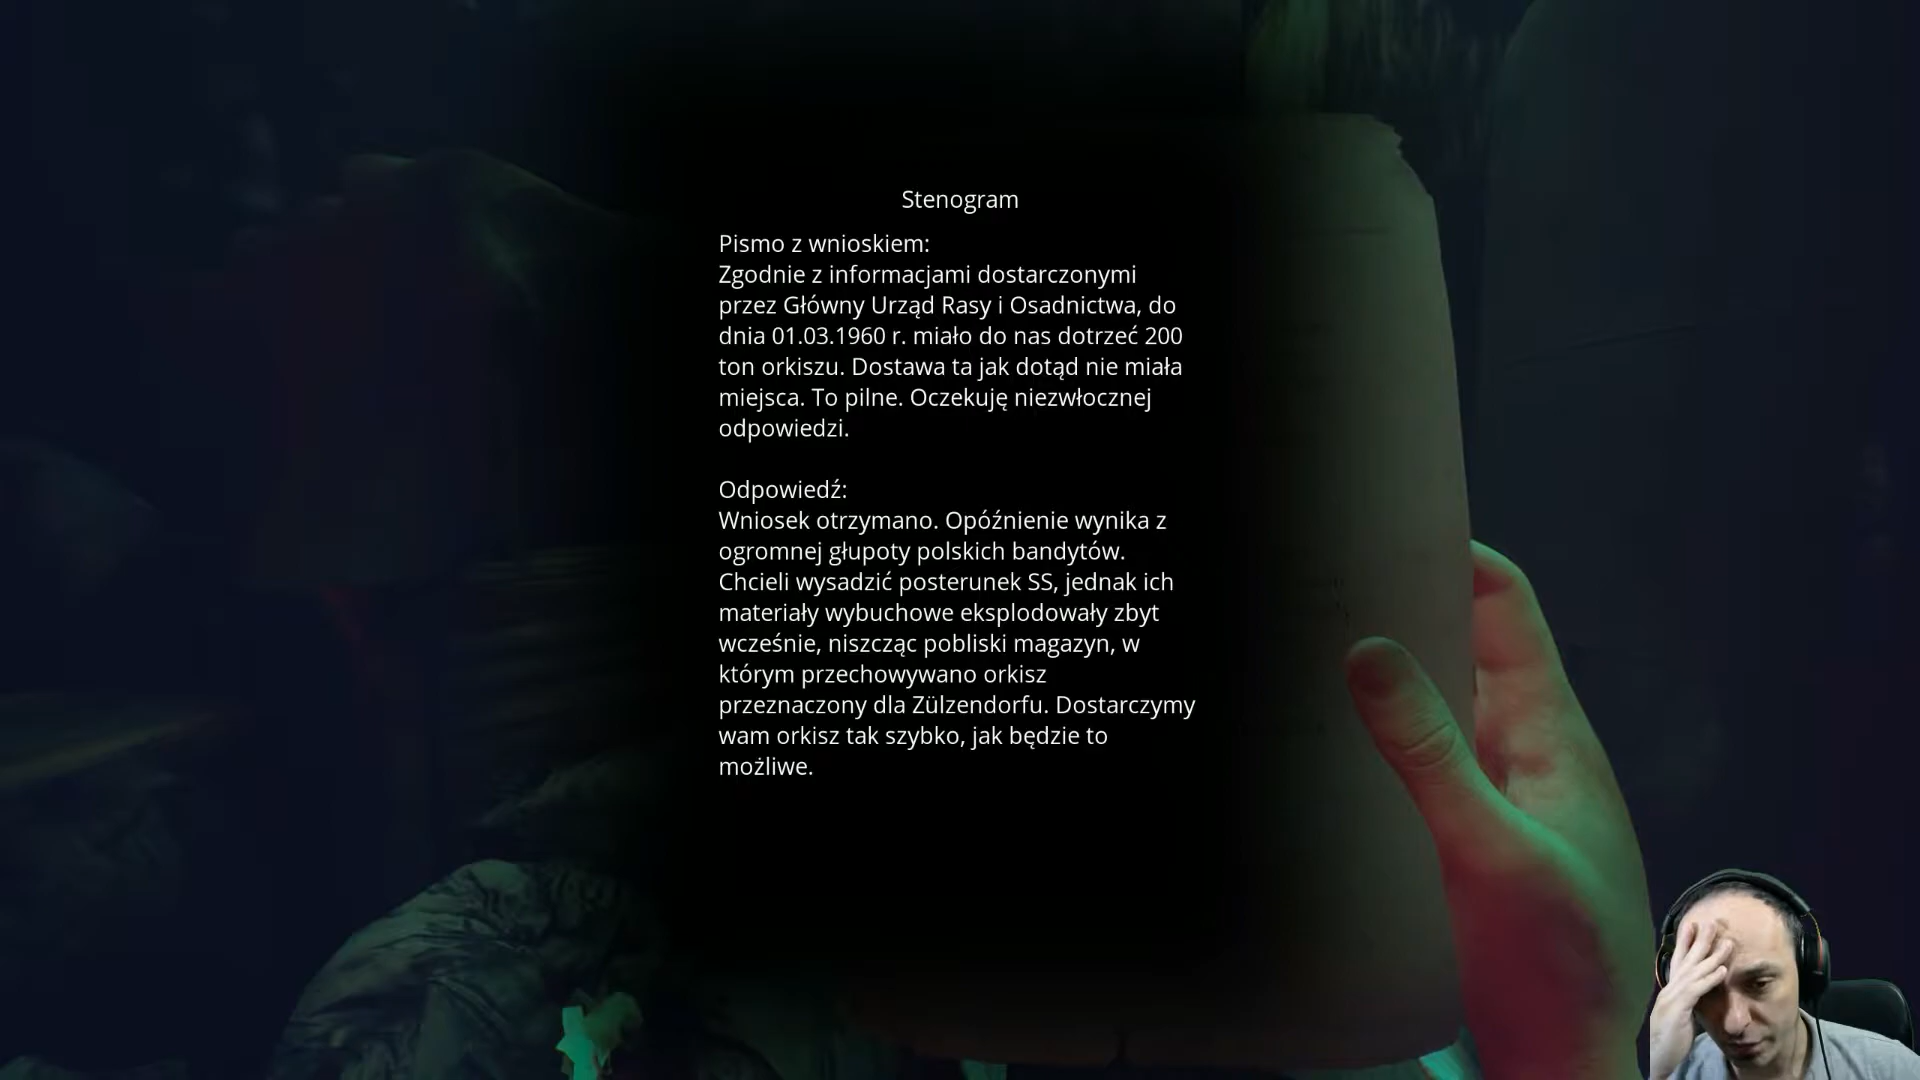 Stenogram
Pismo z wnioskiem:
Zgodnie z informacjami dostarczonymi
przez Główny Urząd Rasy i Osadnictwa, do
dnia 01.03.1960 r. miało do nas dotrzeć 200
ton orkiszu. Dostawa ta jak dotąd nie miała
miejsca. To pilne. Oczekuję niezwłocznej
odpowiedzi.
Odpowiedź:
Wniosek otrzymano. Opóźnienie wynika z
ogromnej głupoty polskich bandytów.
Chcieli wysadzić posterunek SS, jednak ich
materiały wybuchowe eksplodowały zbyt
wcześnie, niszcząc pobliski magazyn, w
którym przechowywano orkisz
przeznaczony dla Zülzendorfu. Dostarczymy
wam orkisz tak szybko, jak będzie to
możliwe.